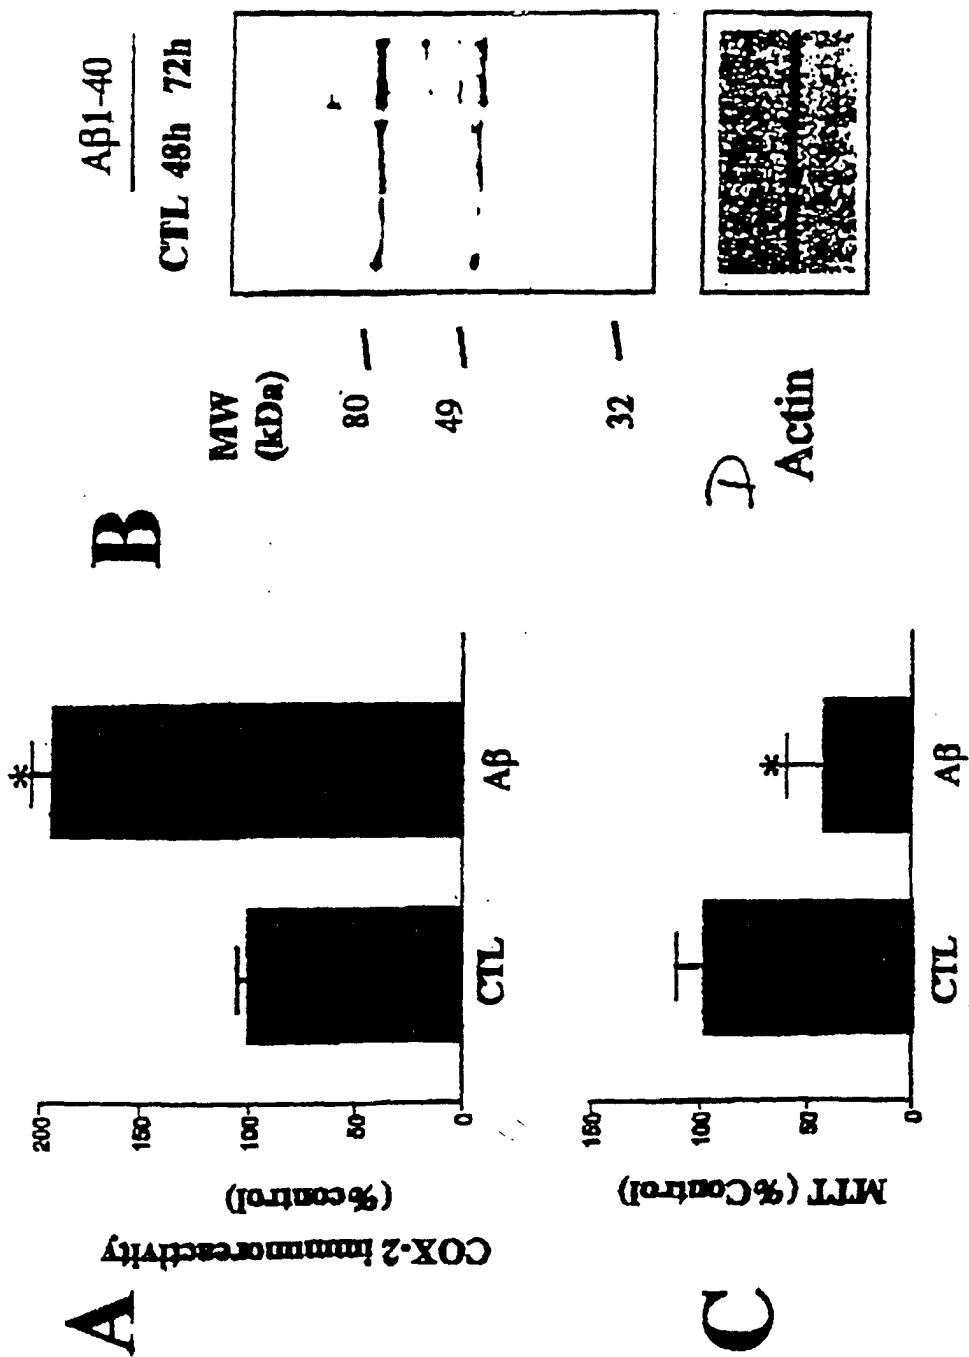 A
COX-2 immunoreactivity
(%control)
200
150
100
50
0
CTL
Aβ
*
B
Aβ1-40
CTL 48h 72h
MW
(kDa)
80
49
32
C
MTT (%Control)
150
100
50
0
CTL
Aβ
*
D
Actin